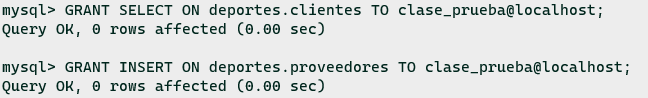 mysql> GRANT SELECT ON deportes.clientes TO clase_prueba@localhost;
Query OK, 0 rows affected (0.00 sec)
mysql> GRANT INSERT ON deportes.proveedores TO clase_prueba@localhost;
Query OK, 0 rows affected (0.00 sec)